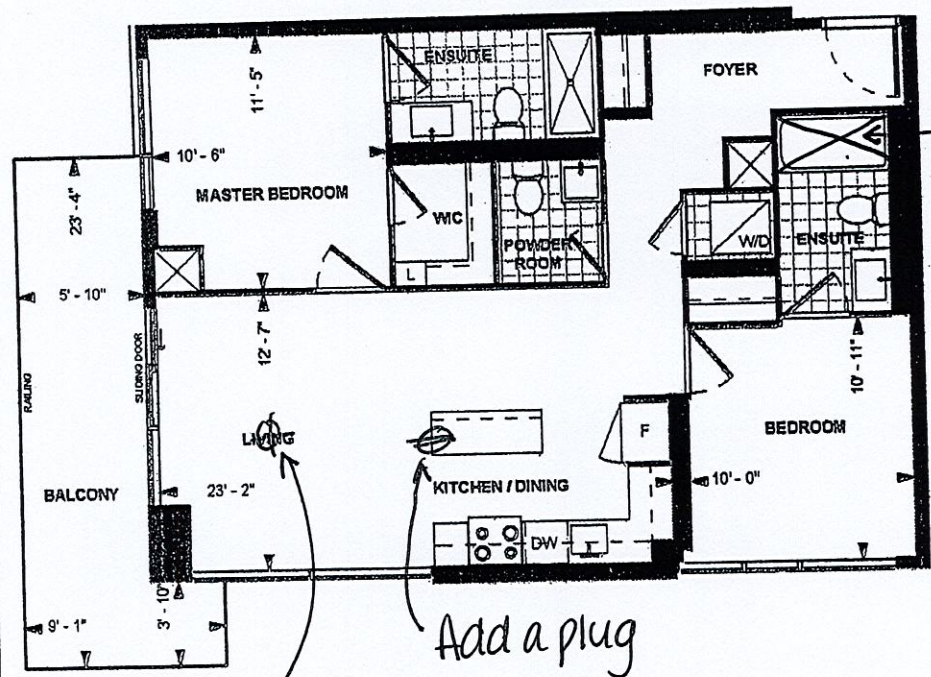 ENSUITE
FOYER
11'-5"
10'-6"
MASTER BEDROOM
23'-4"
WIC
POWDER
ROOM
L
W/D
ENSUITE
5'-10"
12'-7"
10'-11"
RAILING
SLIDING DOOR
LIVING
F
BEDROOM
BALCONY
23'-2"
KITCHEN / DINING
10'-0"
DW
9'-1"
3'-10"
Add a plug